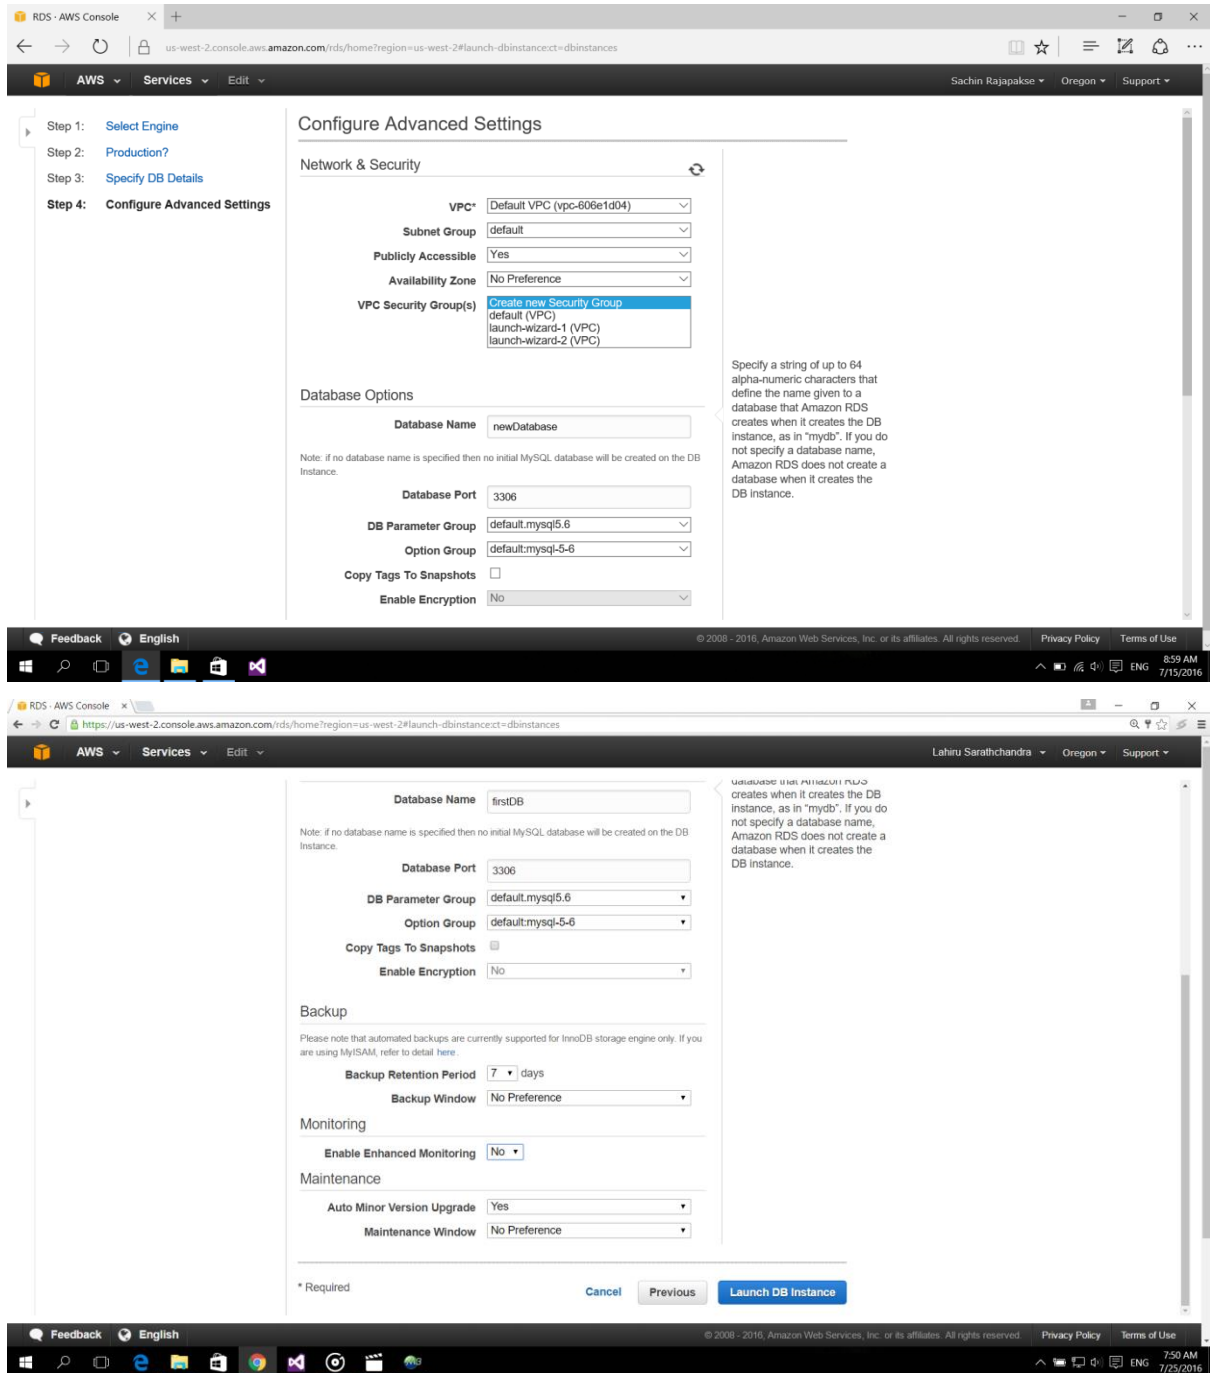 RDS · AWS Console
us-west-2.console.aws.amazon.com/rds/home?region=us-west-2#launch-dbinstance:ct=dbinstances
AWS Services Edit Sachin Rajapakse Oregon Support
Step 1: Select Engine
Step 2: Production?
Step 3: Specify DB Details
Step 4: Configure Advanced Settings
Configure Advanced Settings
Network & Security
VPC* Default VPC (vpc-606e1d04)
Subnet Group default
Publicly Accessible Yes
Availability Zone No Preference
VPC Security Group(s) Create new Security Group
default (VPC)
launch-wizard-1 (VPC)
launch-wizard-2 (VPC)
Database Options
Database Name newDatabase
Note: if no database name is specified then no initial MySQL database will be created on the DB
Instance.
Database Port 3306
DB Parameter Group default.mysql5.6
Option Group default:mysql-5-6
Copy Tags To Snapshots
Enable Encryption No
Specify a string of up to 64
alpha-numeric characters that
define the name given to a
database that Amazon RDS
creates when it creates the DB
instance, as in "mydb". If you do
not specify a database name,
Amazon RDS does not create a
database when it creates the
DB instance.
Feedback English © 2008 - 2016, Amazon Web Services, Inc. or its affiliates. All rights reserved. Privacy Policy Terms of Use
ENG 8:59 AM
7/15/2016
RDS · AWS Console
https://us-west-2.console.aws.amazon.com/rds/home?region=us-west-2#launch-dbinstance:ct=dbinstances
AWS Services Edit Lahiru Sarathchandra Oregon Support
Database Name firstDB
Note: if no database name is specified then no initial MySQL database will be created on the DB
Instance.
Database Port 3306
DB Parameter Group default.mysql5.6
Option Group default:mysql-5-6
Copy Tags To Snapshots
Enable Encryption No
database that Amazon RDS
creates when it creates the DB
instance, as in "mydb". If you do
not specify a database name,
Amazon RDS does not create a
database when it creates the
DB instance.
Backup
Please note that automated backups are currently supported for InnoDB storage engine only. If you
are using MyISAM, refer to detail here.
Backup Retention Period 7 days
Backup Window No Preference
Monitoring
Enable Enhanced Monitoring No
Maintenance
Auto Minor Version Upgrade Yes
Maintenance Window No Preference
* Required Cancel Previous Launch DB Instance
Feedback English © 2008 - 2016, Amazon Web Services, Inc. or its affiliates. All rights reserved. Privacy Policy Terms of Use
ENG 7:50 AM
7/25/2016